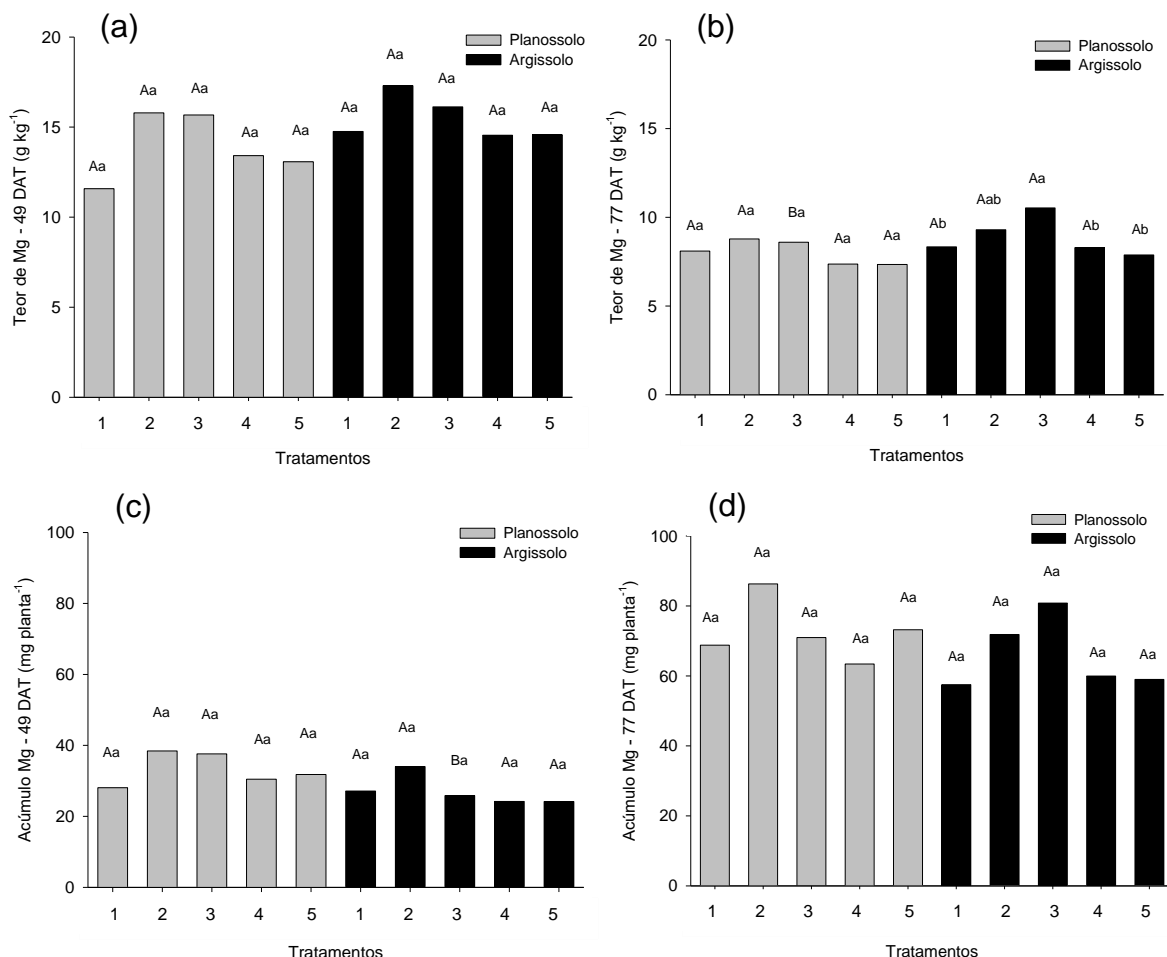 (a)
Planossolo
Argissolo
Teor de Mg - 49 DAT (g kg-1)
20
15
10
5
0
Aa Aa Aa Aa Aa Aa Aa Aa Aa Aa
1 2 3 4 5 1 2 3 4 5
Tratamentos
(b)
Planossolo
Argissolo
Teor de Mg - 77 DAT (g kg-1)
20
15
10
5
0
Aa Aa Ba Aa Aa Ab Aab Aa Ab Ab
1 2 3 4 5 1 2 3 4 5
Tratamentos
(c)
Planossolo
Argissolo
Acúmulo Mg - 49 DAT (mg planta-1)
100
80
60
40
20
0
Aa Aa Aa Aa Aa Aa Aa Ba Aa Aa
1 2 3 4 5 1 2 3 4 5
Tratamentos
(d)
Planossolo
Argissolo
Acúmulo Mg - 77 DAT (mg planta-1)
100
80
60
40
20
0
Aa Aa Aa Aa Aa Aa Aa Aa Aa Aa
1 2 3 4 5 1 2 3 4 5
Tratamentos